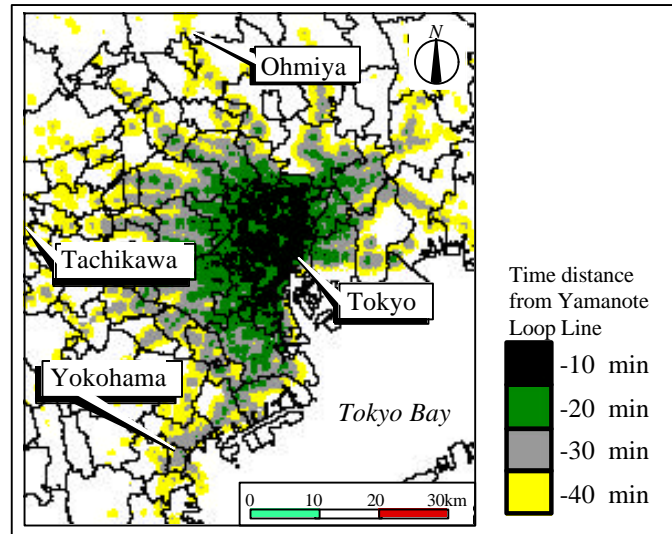 N
Ohmiya
Tachikawa
Tokyo
Yokohama
Tokyo Bay
0 10 20 30km
Time distance
from Yamanote
Loop Line
-10 min
-20 min
-30 min
-40 min